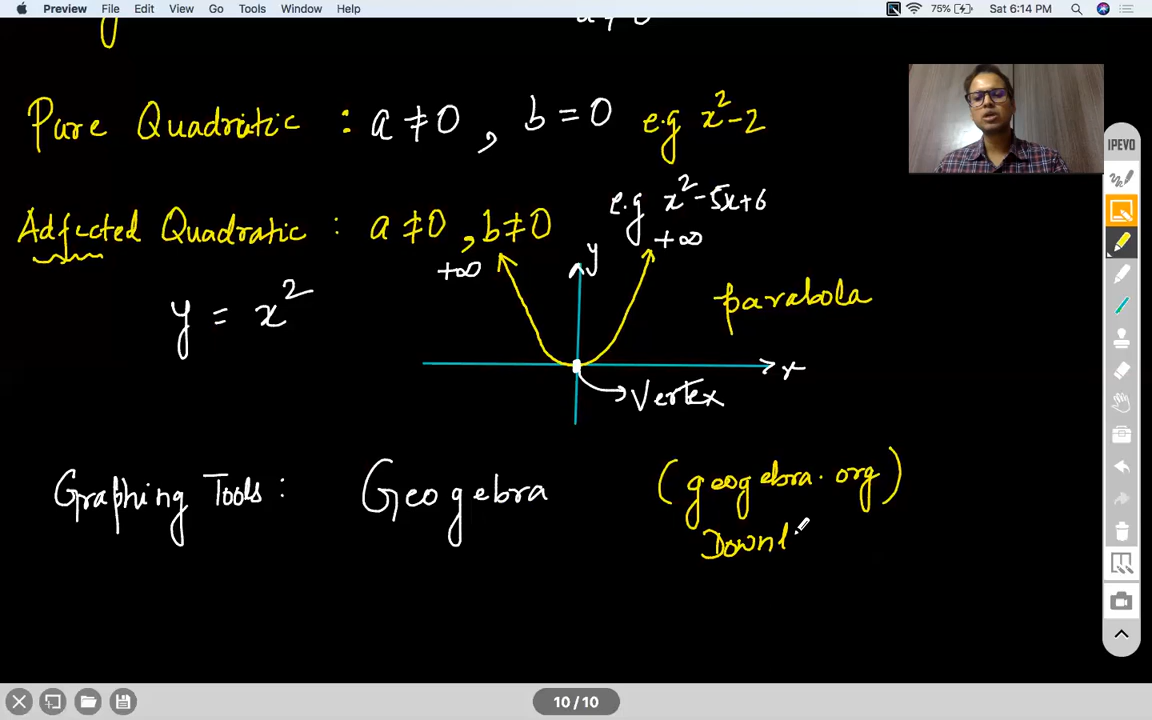 Preview File Edit View Go Tools Window Help 75% Sat 6:14 PM
Pure Quadratic : a ≠ 0 , b = 0 e.g x² - 2
IPEVO
e.g x² - 5x + 6
Adfected Quadratic : a ≠ 0 , b ≠ 0
+∞ y +∞
y = x²
parabola
x
Vertex
Graphing Tools : Geogebra (geogebra.org)
Downl
10 / 10